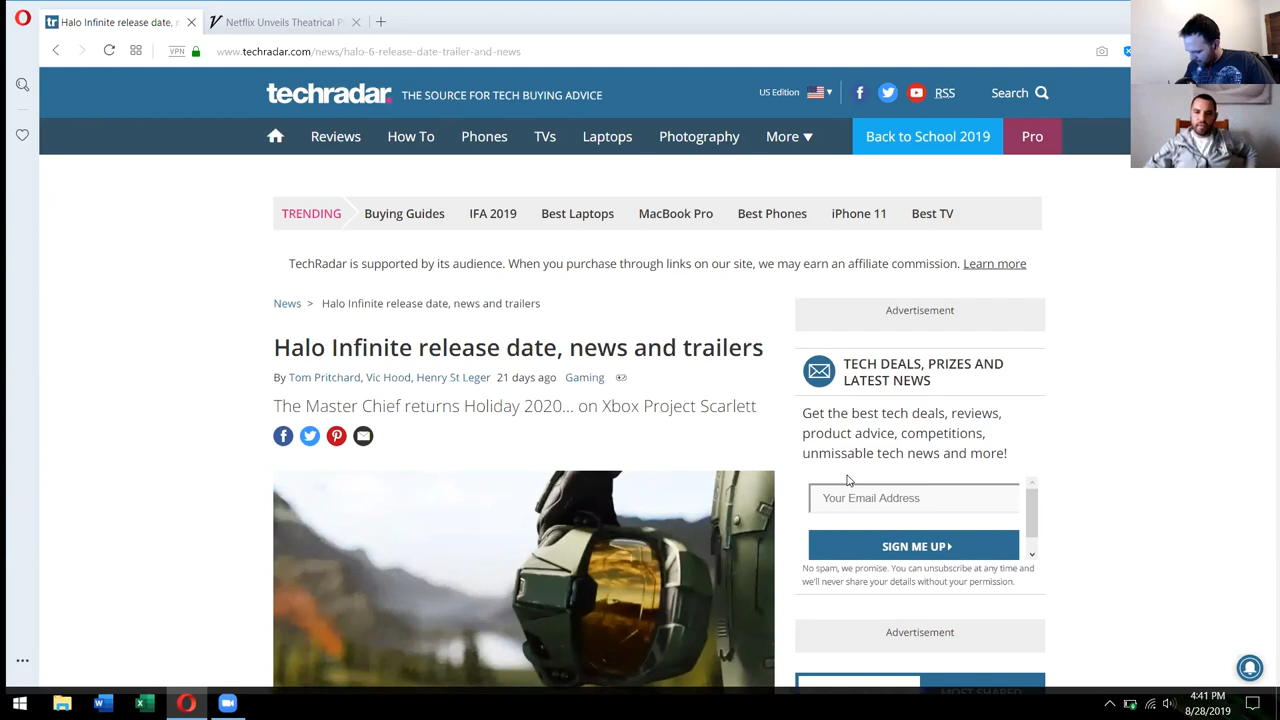 Halo Infinite release date,
Netflix Unveils Theatrical P
VPN
www.techradar.com/news/halo-6-release-date-trailer-and-news
techradar. THE SOURCE FOR TECH BUYING ADVICE
US Edition
RSS
Search
Reviews How To Phones TVs Laptops Photography More Back to School 2019 Pro
TRENDING Buying Guides IFA 2019 Best Laptops MacBook Pro Best Phones iPhone 11 Best TV
TechRadar is supported by its audience. When you purchase through links on our site, we may earn an affiliate commission. Learn more
News > Halo Infinite release date, news and trailers
Halo Infinite release date, news and trailers
By Tom Pritchard, Vic Hood, Henry St Leger 21 days ago Gaming
The Master Chief returns Holiday 2020... on Xbox Project Scarlett
Advertisement
TECH DEALS, PRIZES AND
LATEST NEWS
Get the best tech deals, reviews,
product advice, competitions,
unmissable tech news and more!
Your Email Address
SIGN ME UP
No spam, we promise. You can unsubscribe at any time and
we'll never share your details without your permission.
Advertisement
MOST SHARED
4:41 PM
8/28/2019